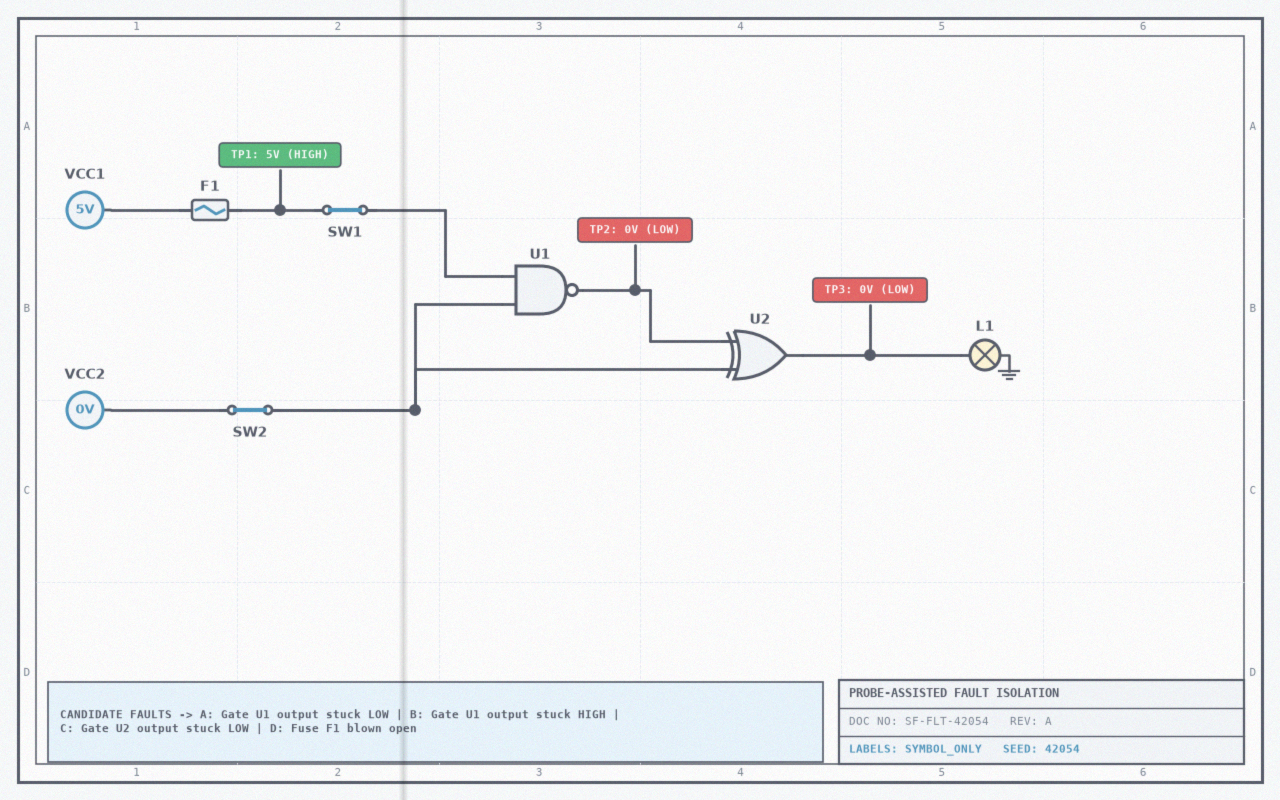 1 2 3 4 5 6
A A
TP1: 5V (HIGH)
VCC1
F1
5V
SW1
TP2: 0V (LOW)
U1
TP3: 0V (LOW)
B B
U2
L1
VCC2
0V
SW2
C C
D D
CANDIDATE FAULTS -> A: Gate U1 output stuck LOW | B: Gate U1 output stuck HIGH |
C: Gate U2 output stuck LOW | D: Fuse F1 blown open
PROBE-ASSISTED FAULT ISOLATION
DOC NO: SF-FLT-42054 REV: A
LABELS: SYMBOL_ONLY SEED: 42054
1 2 3 4 5 6